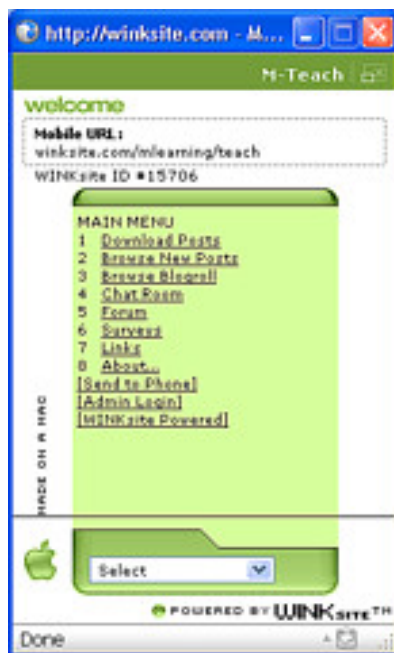 http://winksite.com - M...
M-Teach
welcome
Mobile URL:
winksite.com/mlearning/teach
WINKsite ID #15706
MAIN MENU
1 Download Posts
2 Browse New Posts
3 Browse Blogroll
4 Chat Room
5 Forum
6 Surveys
7 Links
8 About...
[Send to Phone]
[Admin Login]
[WINKsite Powered]
MADE ON A MAC
Select
POWERED BY WINKSITE™
Done